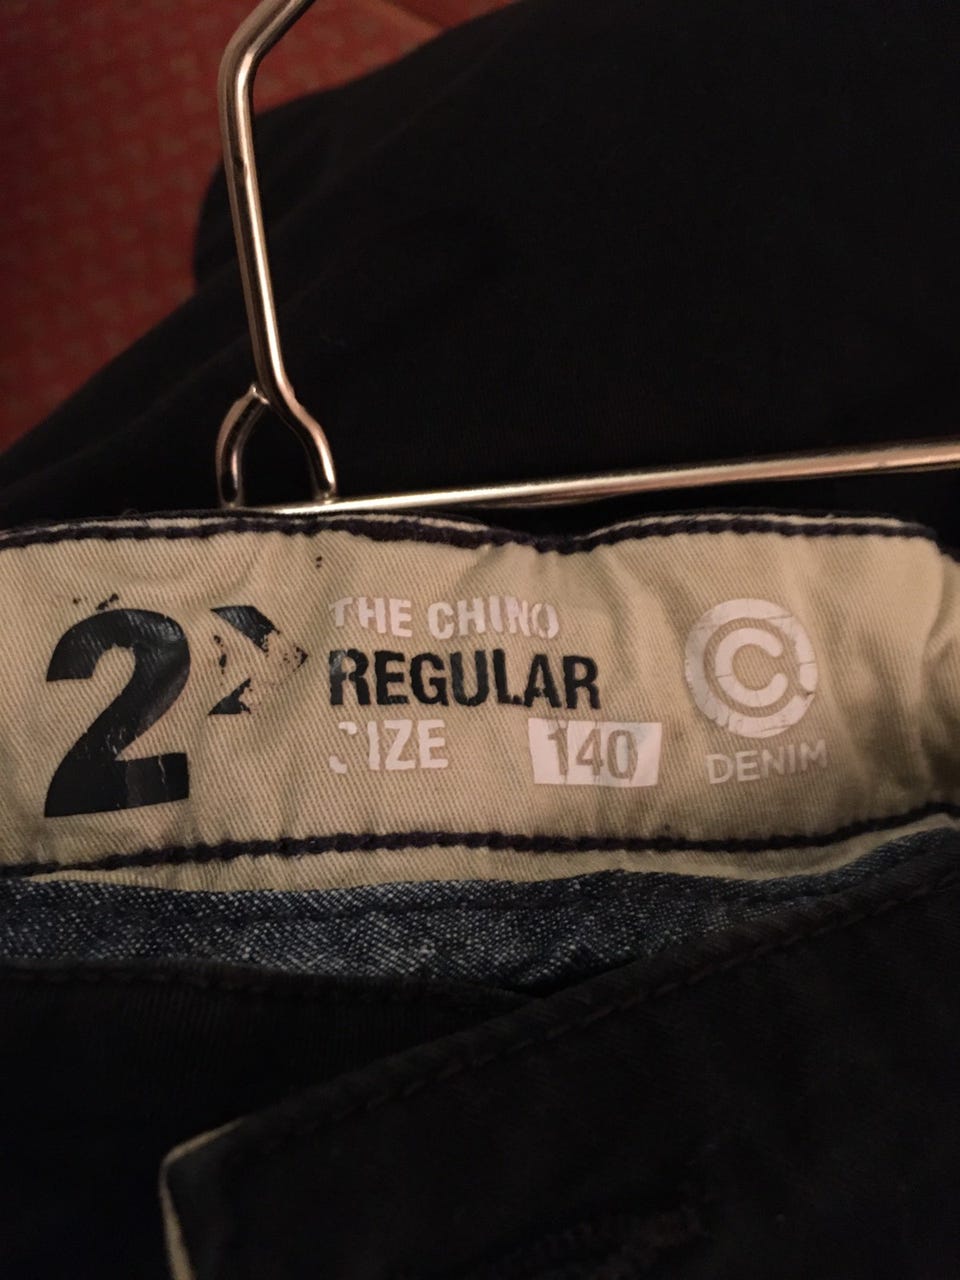 2
THE CHINO
REGULAR
SIZE 140
C
DENIM